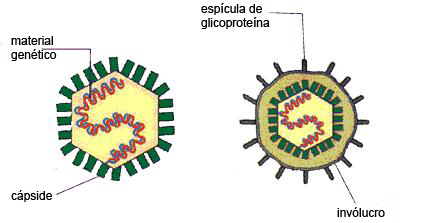 material
genético
cápside
espícula de
glicoproteína
invólucro